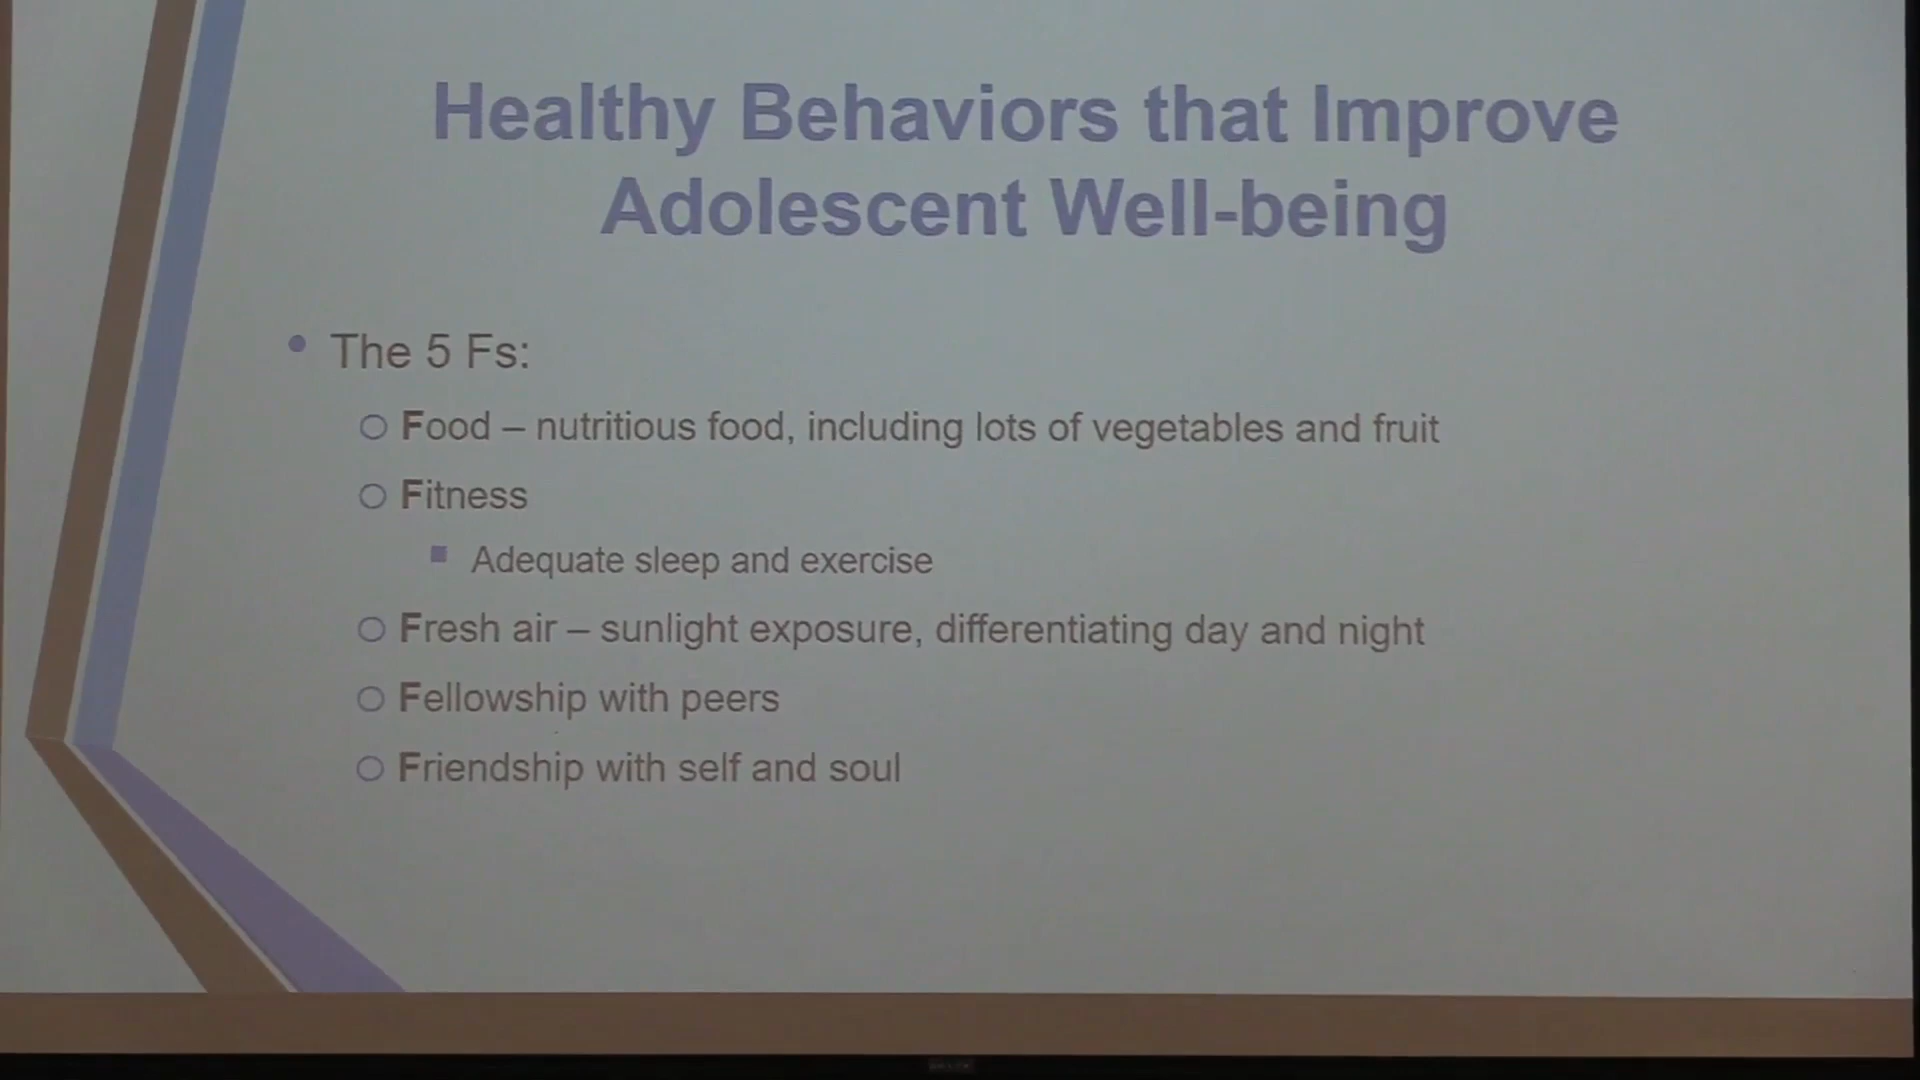 Healthy Behaviors that Improve
Adolescent Well-being
• The 5 Fs:
○ Food – nutritious food, including lots of vegetables and fruit
○ Fitness
▪ Adequate sleep and exercise
○ Fresh air – sunlight exposure, differentiating day and night
○ Fellowship with peers
○ Friendship with self and soul